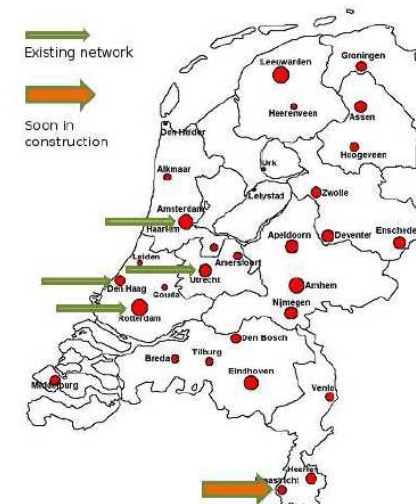 Existing network
Soon in
construction
Leeuwarden
Groningen
Heerenveen
Assen
Den Helder
Hoogeveen
Urk
Alkmaar
Lelystad
Zwolle
Amsterdam
Haarlem
Apeldoorn
Deventer
Enschede
Leiden
Amersfoort
Utrecht
Den Haag
Gouda
Arnhem
Rotterdam
Nijmegen
Den Bosch
Breda
Tilburg
Eindhoven
Middelburg
Venlo
Heerlen
Maastricht